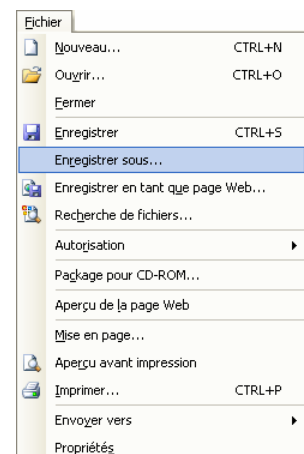 Fichier
Nouveau... CTRL+N
Ouvrir... CTRL+O
Fermer
Enregistrer CTRL+S
Enregistrer sous...
Enregistrer en tant que page Web...
Recherche de fichiers...
Autorisation
Package pour CD-ROM...
Aperçu de la page Web
Mise en page...
Aperçu avant impression
Imprimer... CTRL+P
Envoyer vers
Propriétés